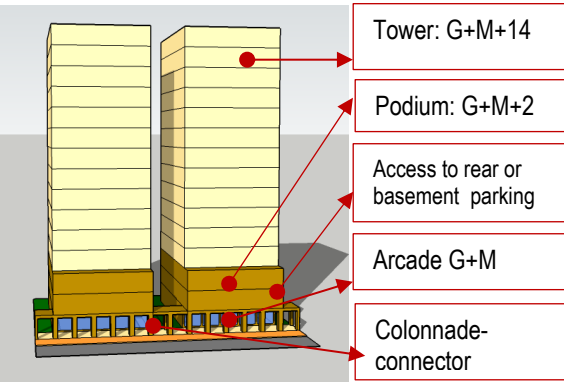 Tower: G+M+14
Podium: G+M+2
Access to rear or
basement parking
Arcade G+M
Colonnade-
connector